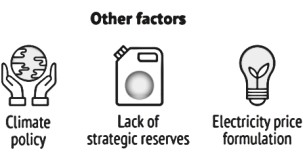 Other factors
Climate
policy
Lack of
strategic reserves
Electricity price
formulation